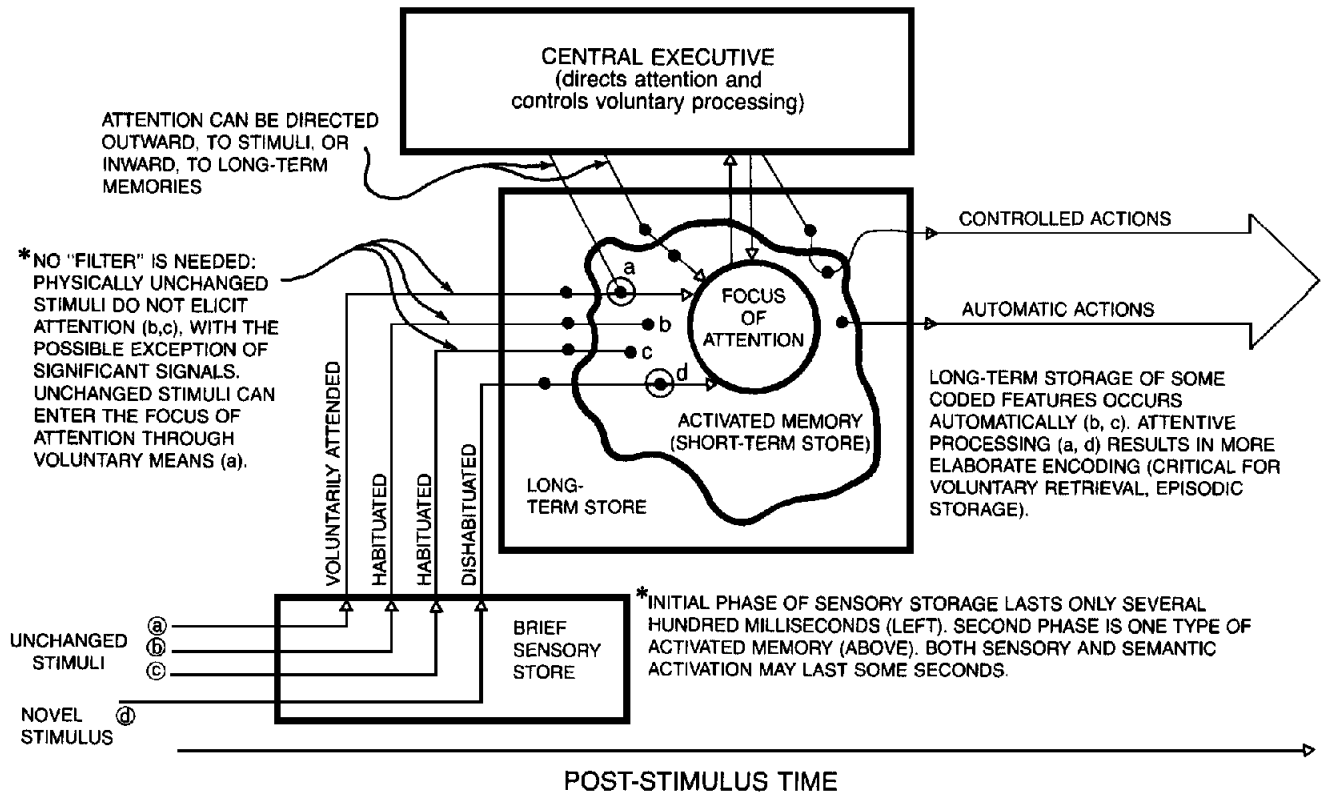 CENTRAL EXECUTIVE
(directs attention and
controls voluntary processing)
ATTENTION CAN BE DIRECTED
OUTWARD, TO STIMULI, OR
INWARD, TO LONG-TERM
MEMORIES
*NO "FILTER" IS NEEDED:
PHYSICALLY UNCHANGED
STIMULI DO NOT ELICIT
ATTENTION (b,c), WITH THE
POSSIBLE EXCEPTION OF
SIGNIFICANT SIGNALS.
UNCHANGED STIMULI CAN
ENTER THE FOCUS OF
ATTENTION THROUGH
VOLUNTARY MEANS (a).
a
b
c
d
FOCUS
OF
ATTENTION
ACTIVATED MEMORY
(SHORT-TERM STORE)
LONG-
TERM STORE
CONTROLLED ACTIONS
AUTOMATIC ACTIONS
LONG-TERM STORAGE OF SOME
CODED FEATURES OCCURS
AUTOMATICALLY (b, c). ATTENTIVE
PROCESSING (a, d) RESULTS IN MORE
ELABORATE ENCODING (CRITICAL FOR
VOLUNTARY RETRIEVAL, EPISODIC
STORAGE).
VOLUNTARILY ATTENDED
HABITUATED
HABITUATED
DISHABITUATED
UNCHANGED
STIMULI
a
b
c
NOVEL
STIMULUS
d
BRIEF
SENSORY
STORE
*INITIAL PHASE OF SENSORY STORAGE LASTS ONLY SEVERAL
HUNDRED MILLISECONDS (LEFT). SECOND PHASE IS ONE TYPE OF
ACTIVATED MEMORY (ABOVE). BOTH SENSORY AND SEMANTIC
ACTIVATION MAY LAST SOME SECONDS.
POST-STIMULUS TIME